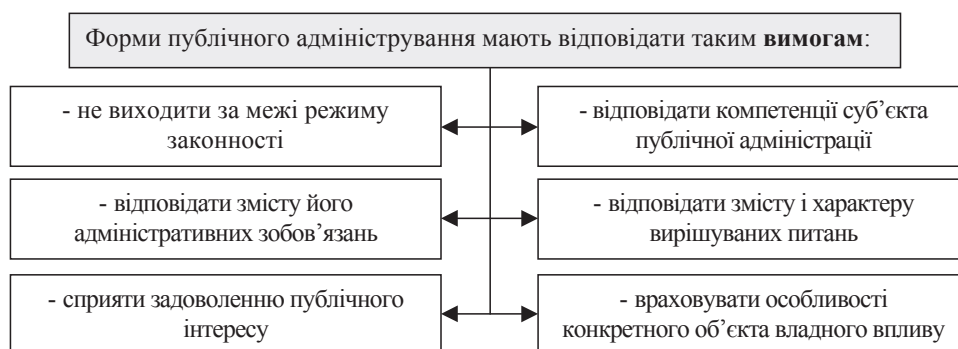 Форми публічного адміністрування мають відповідати таким вимогам:
- не виходити за межі режиму
законності
- відповідати компетенції суб’єкта
публічної адміністрації
- відповідати змісту його
адміністративних зобов’язань
- відповідати змісту і характеру
вирішуваних питань
- сприяти задоволенню публічного
інтересу
- враховувати особливості
конкретного об’єкта владного впливу